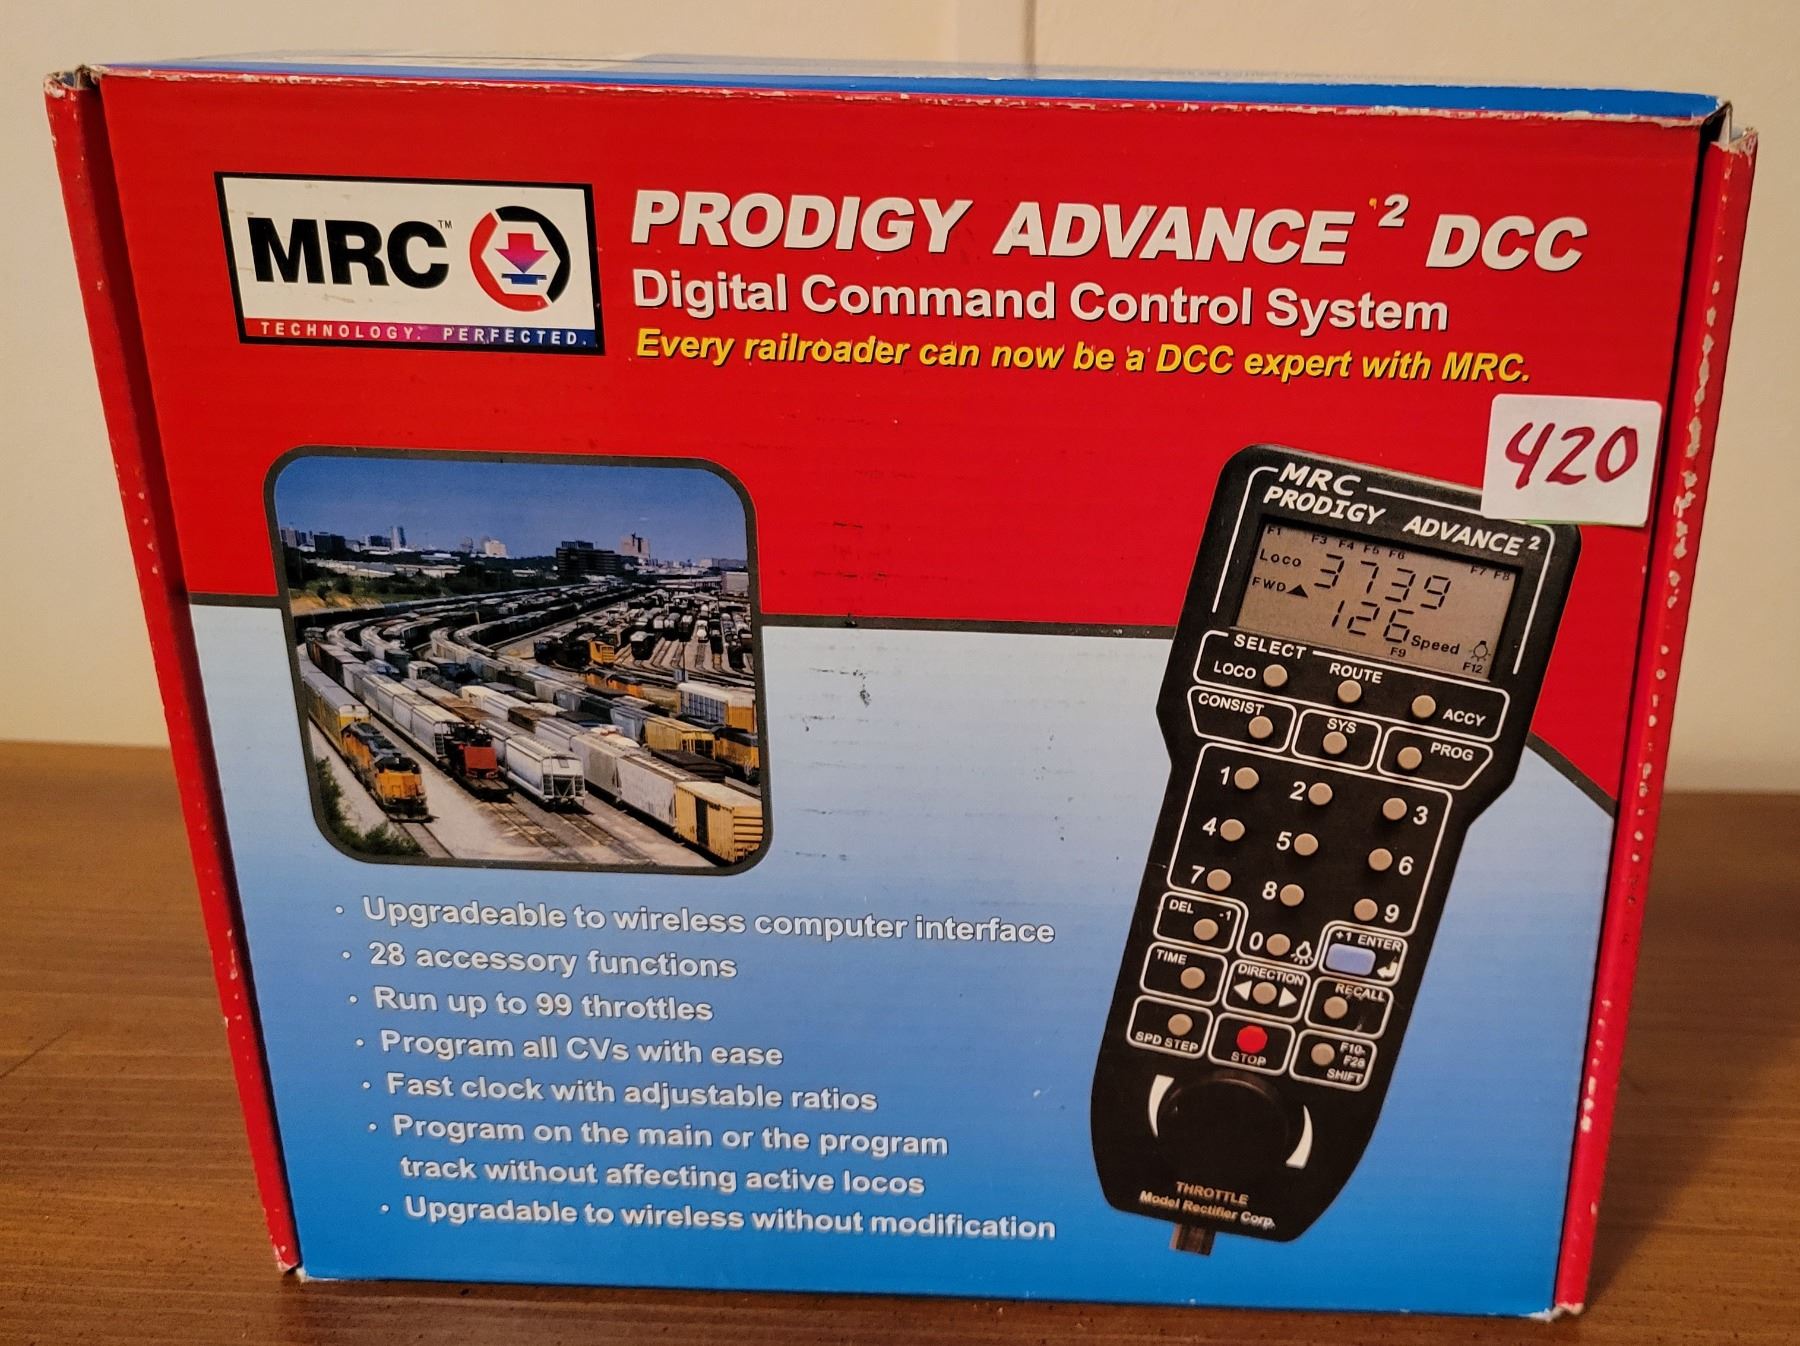 MRC™
TECHNOLOGY. PERFECTED.
PRODIGY ADVANCE ² DCC
Digital Command Control System
Every railroader can now be a DCC expert with MRC.
420
MRC
PRODIGY ADVANCE ²
F1 F3 F4 F5 F6 F7 F8
Loco 3739
FWD 126 Speed
F9 F12
SELECT
LOCO ROUTE ACCY
CONSIST SYS PROG
1 2 3
4 5 6
7 8 9
DEL -1 0 +1 ENTER
TIME DIRECTION RECALL
SPD STEP STOP F10-
F28
SHIFT
THROTTLE
Model Rectifier Corp.
• Upgradeable to wireless computer interface
• 28 accessory functions
• Run up to 99 throttles
• Program all CVs with ease
• Fast clock with adjustable ratios
• Program on the main or the program
track without affecting active locos
• Upgradable to wireless without modification